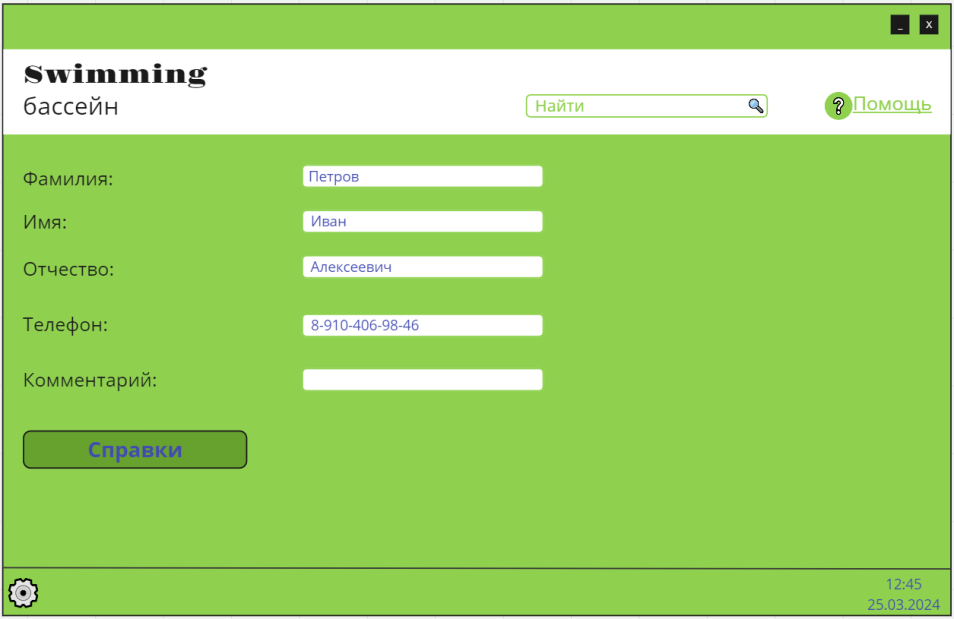 _ X
Swimming
бассейн
Найти
? Помощь
Фамилия: Петров
Имя: Иван
Отчество: Алексеевич
Телефон: 8-910-406-98-46
Комментарий:
Справки
12:45
25.03.2024